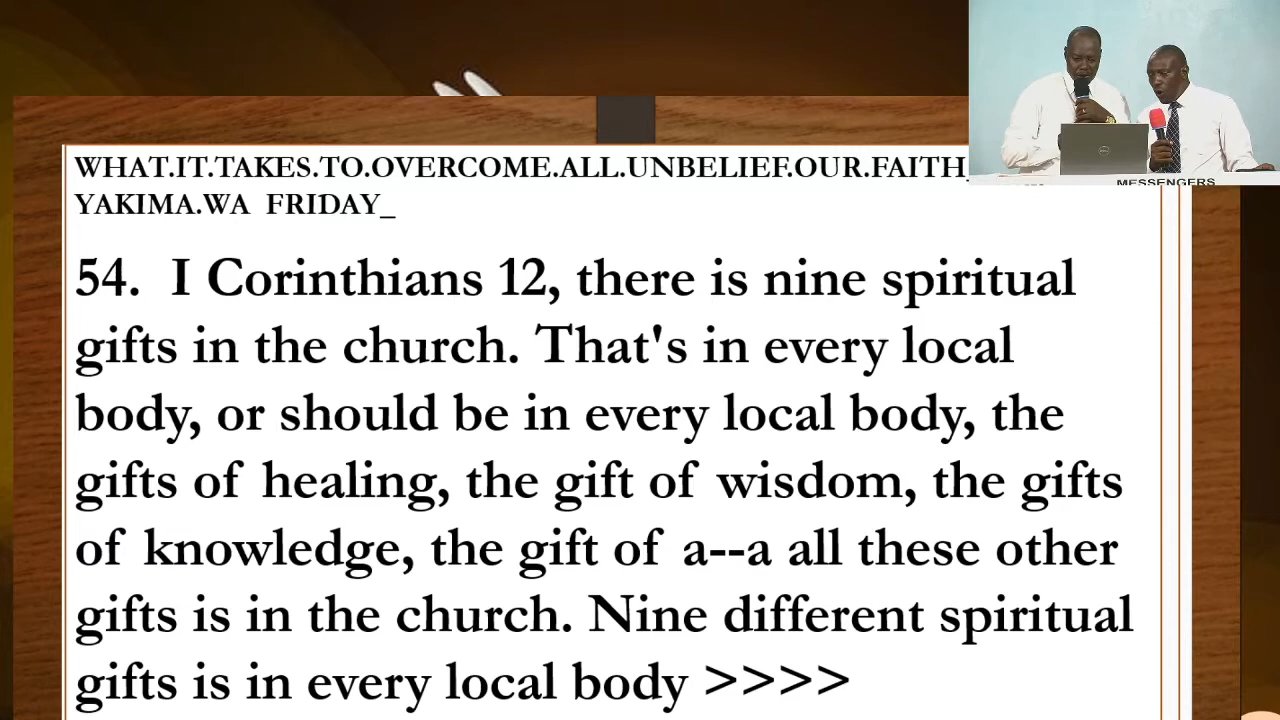 WHAT.IT.TAKES.TO.OVERCOME.ALL.UNBELIEF.OUR.FAITH_
YAKIMA.WA FRIDAY_
54. I Corinthians 12, there is nine spiritual
gifts in the church. That's in every local
body, or should be in every local body, the
gifts of healing, the gift of wisdom, the gifts
of knowledge, the gift of a--a all these other
gifts is in the church. Nine different spiritual
gifts is in every local body >>>>
MESSENGERS
DELL